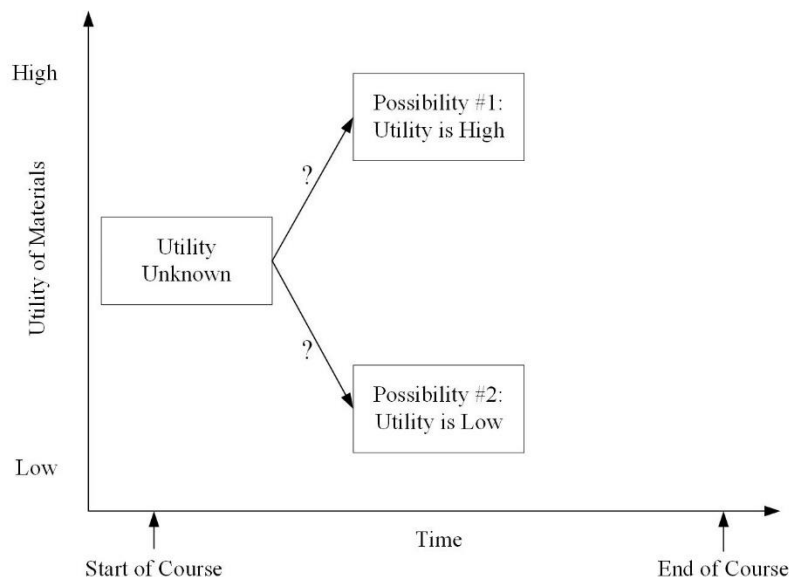 High
Possibility #1:
Utility is High
?
Utility of Materials
Utility
Unknown
?
Possibility #2:
Utility is Low
Low
Time
Start of Course
End of Course